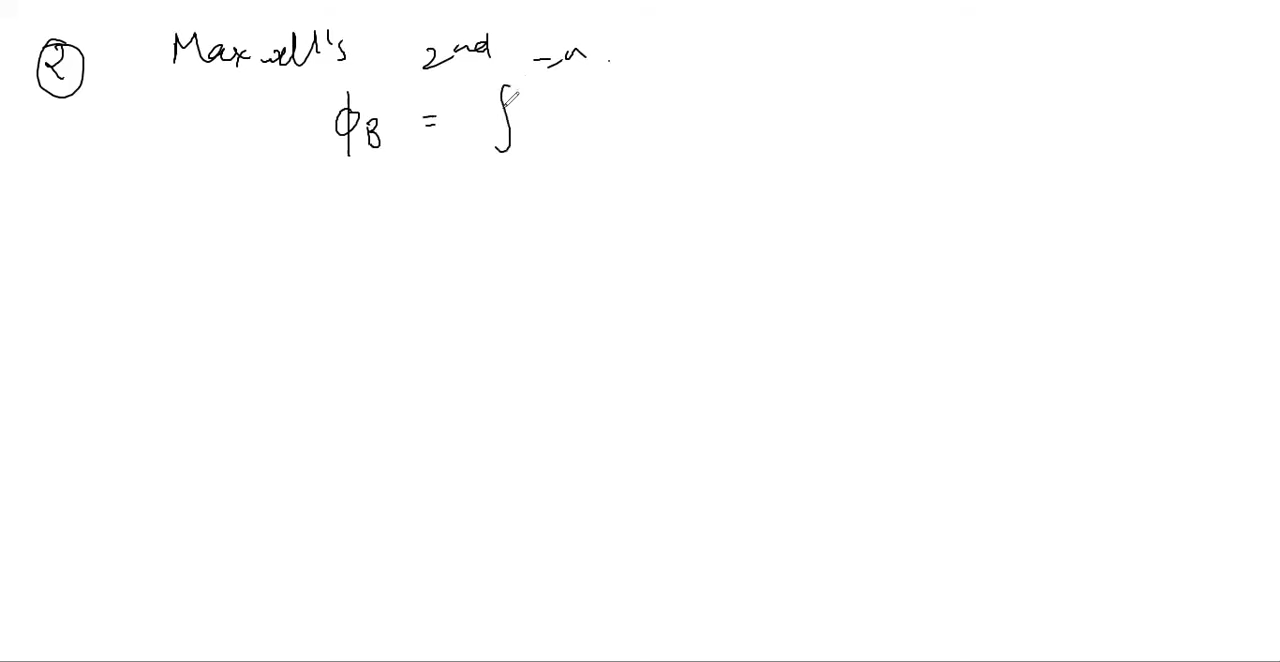 ② Maxwell's 2nd =n.
ϕB = ∫